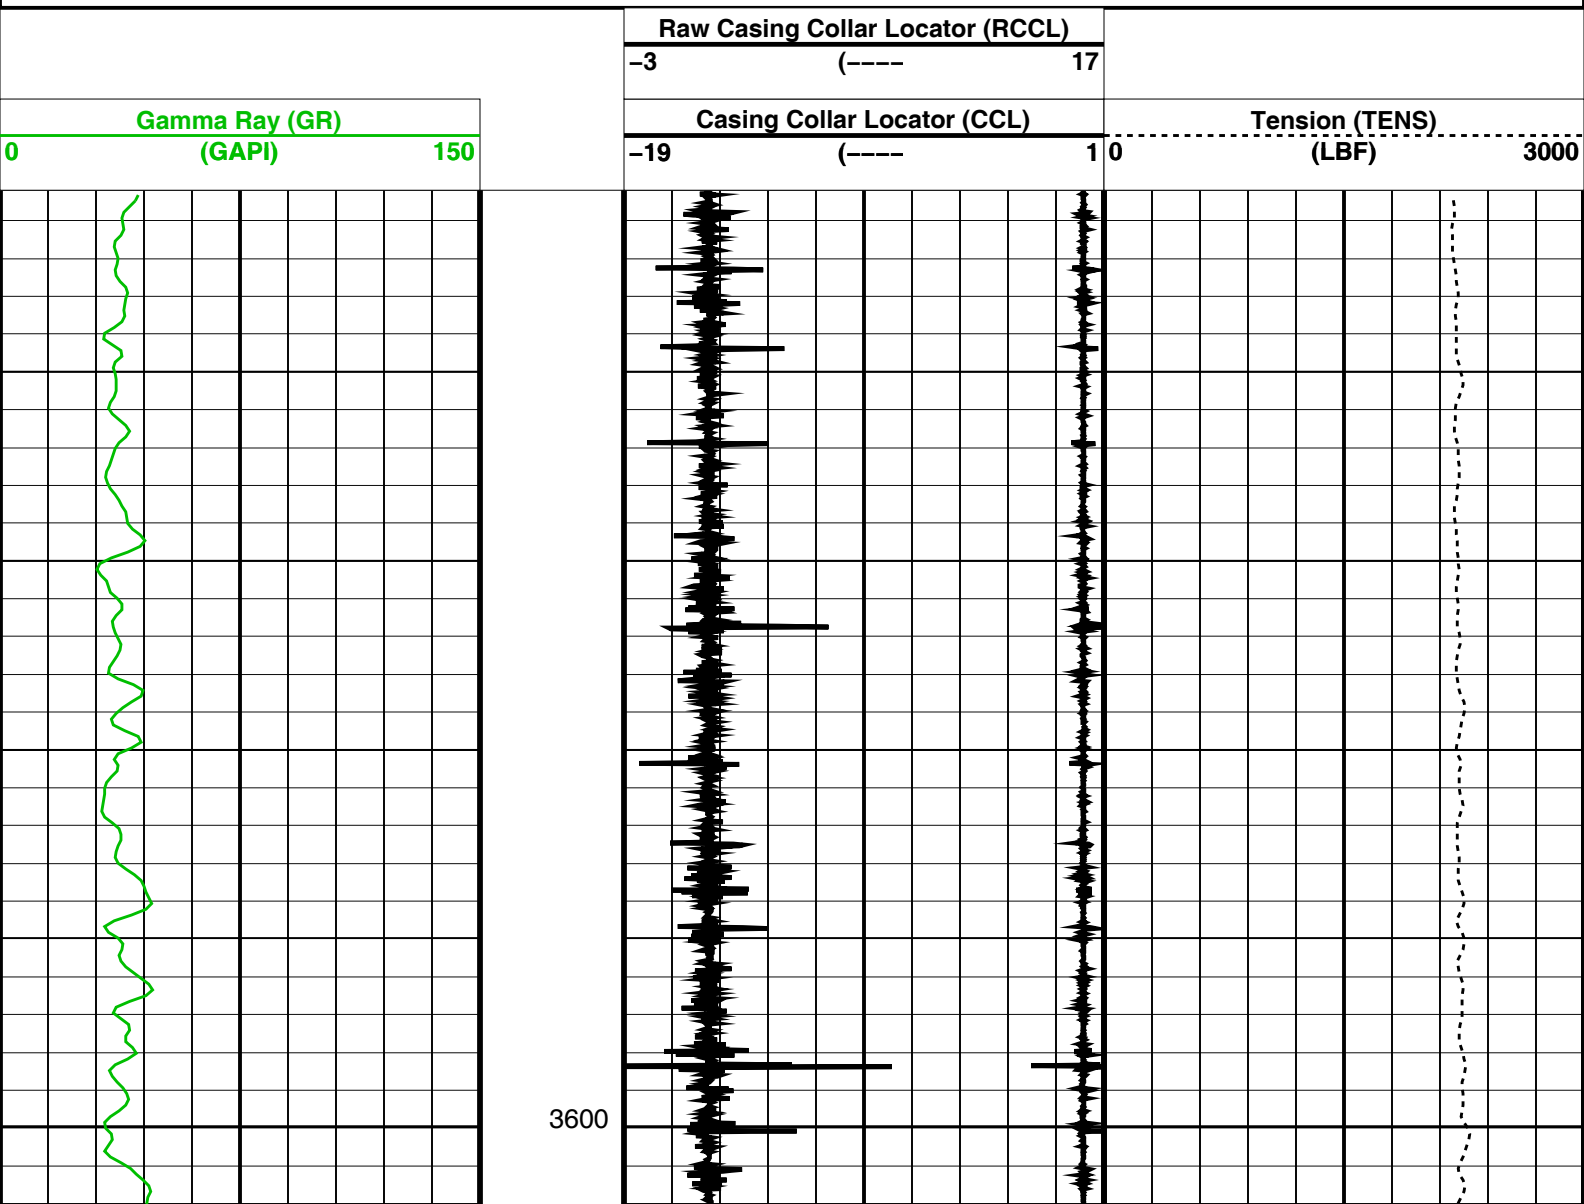 Raw Casing Collar Locator (RCCL)
−3 (−−−− 17
Gamma Ray (GR)
0 (GAPI) 150
Casing Collar Locator (CCL)
−19 (−−−− 1
Tension (TENS)
0 (LBF) 3000
3600